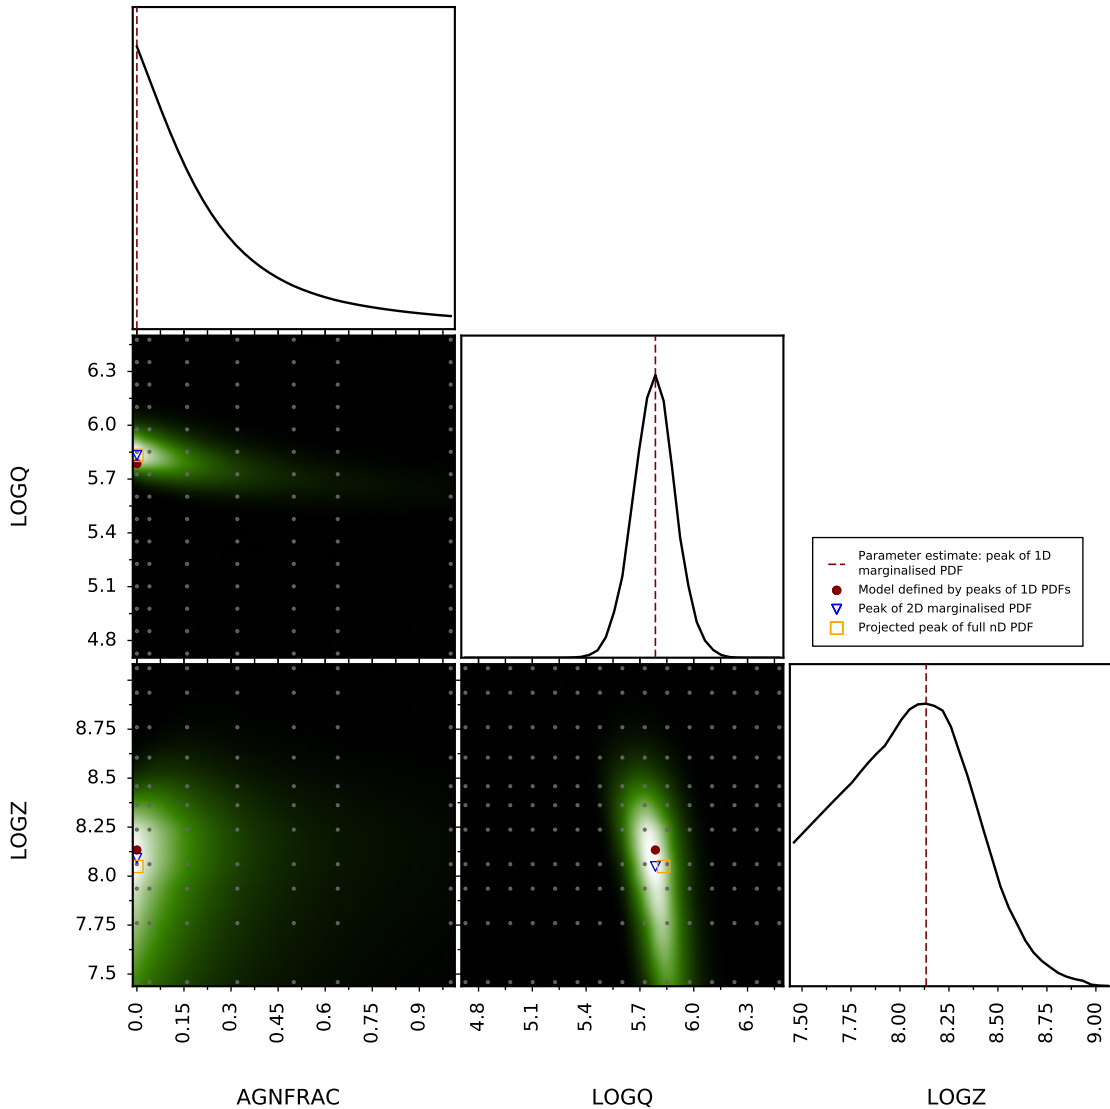 6.3
6.0
5.7
5.4
5.1
4.8
LOGQ
Parameter estimate: peak of 1D
marginalised PDF
Model defined by peaks of 1D PDFs
Peak of 2D marginalised PDF
Projected peak of full nD PDF
8.75
8.5
8.25
8.0
7.75
7.5
LOGZ
0.0 0.15 0.3 0.45 0.6 0.75 0.9
4.8 5.1 5.4 5.7 6.0 6.3
7.50 7.75 8.00 8.25 8.50 8.75 9.00
AGNFRAC
LOGQ
LOGZ